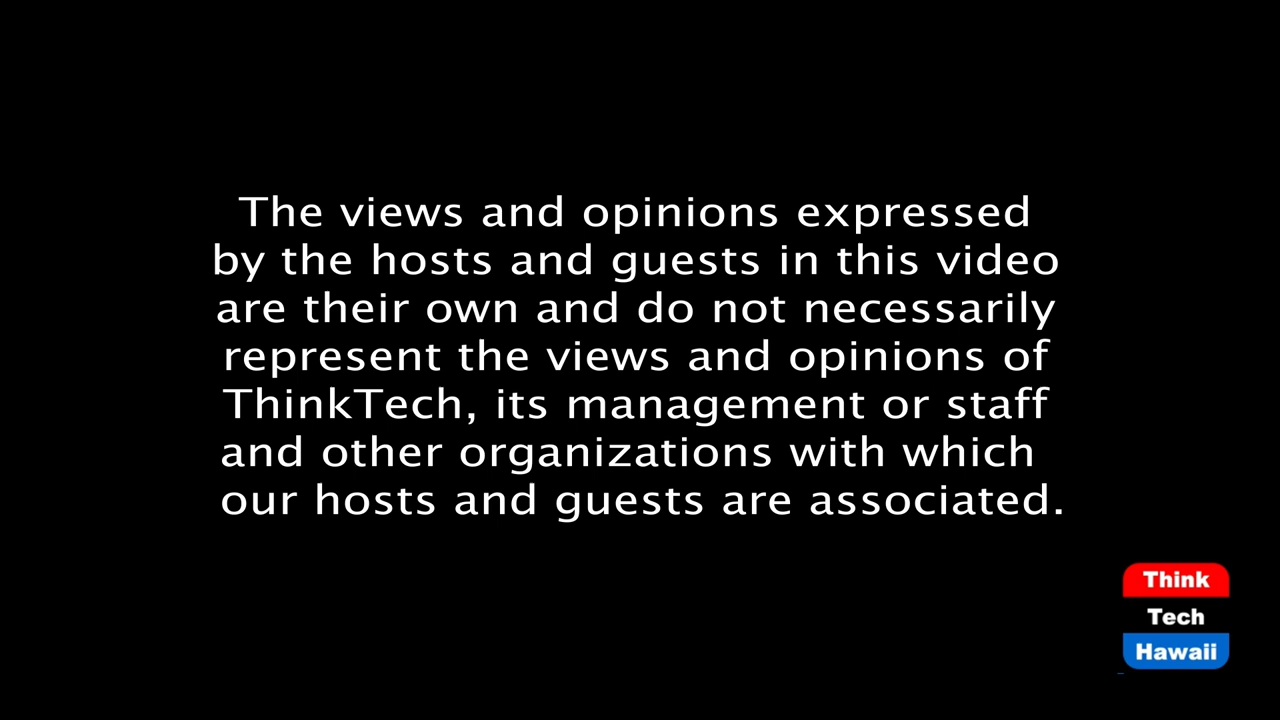 The views and opinions expressed
by the hosts and guests in this video
are their own and do not necessarily
represent the views and opinions of
ThinkTech, its management or staff
and other organizations with which
our hosts and guests are associated.
Think
Tech
Hawaii